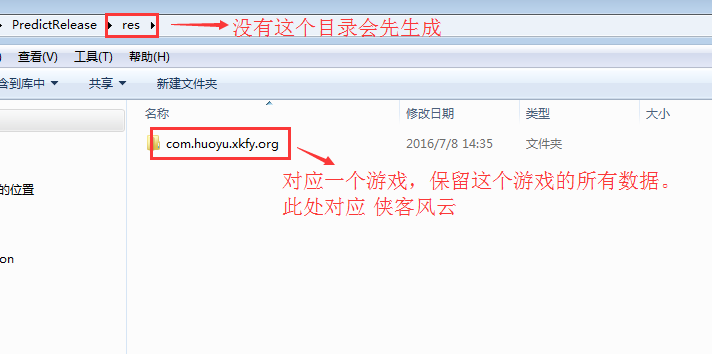 PredictRelease res
没有这个目录会先生成
查看(V) 工具(T) 帮助(H)
含到库中 共享 新建文件夹
名称 修改日期 类型 大小
com.huoyu.xkfy.org 2016/7/8 14:35 文件夹
对应一个游戏，保留这个游戏的所有数据。
此处对应 侠客风云
的位置
on